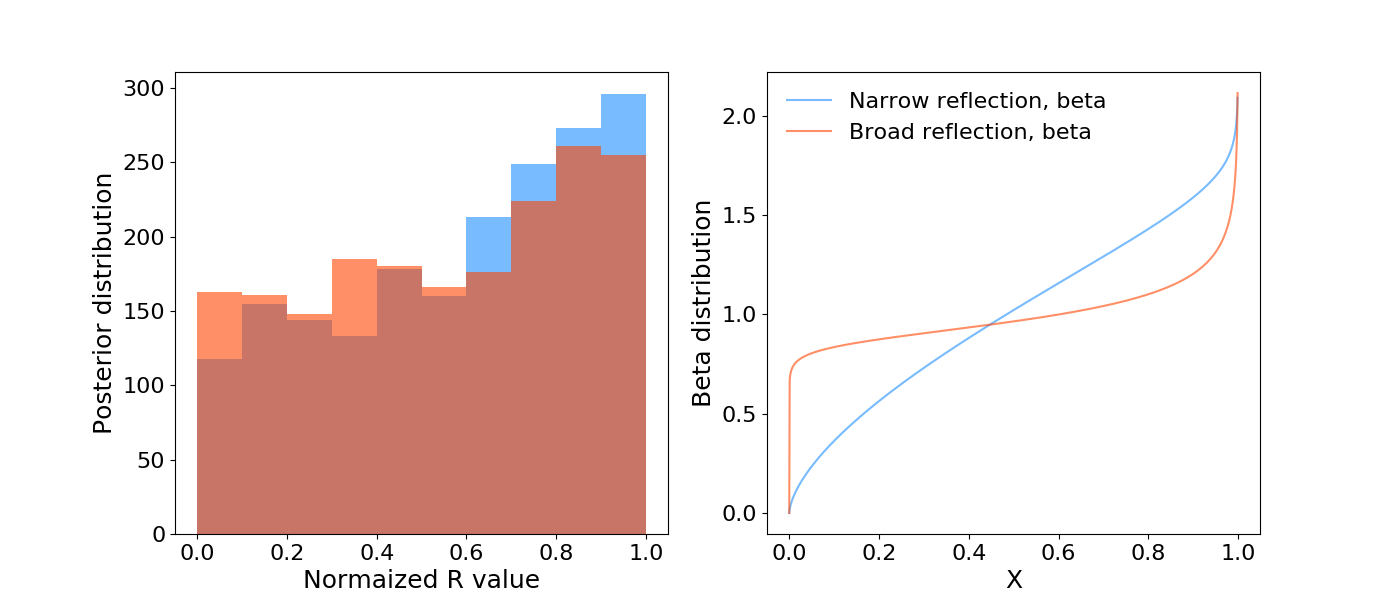 300
250
200
150
100
50
0
Posterior distribution
0.0 0.2 0.4 0.6 0.8 1.0
Normaized R value
Narrow reflection, beta
Broad reflection, beta
2.0
1.5
1.0
0.5
0.0
Beta distribution
0.0 0.2 0.4 0.6 0.8 1.0
X